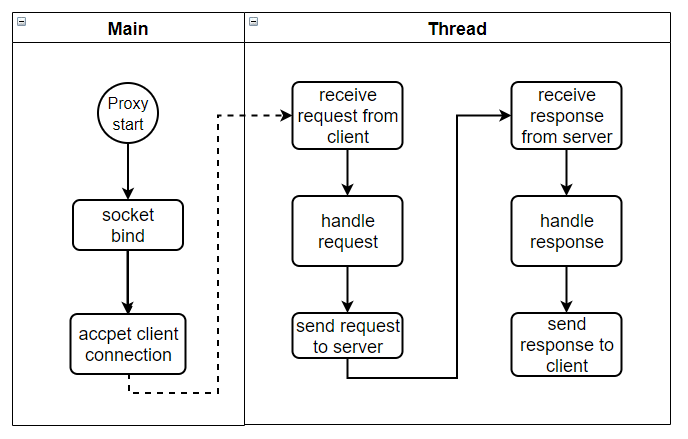 Main
Thread
Proxy
start
socket
bind
accpet client
connection
receive
request from
client
handle
request
send request
to server
receive
response
from server
handle
response
send
response to
client